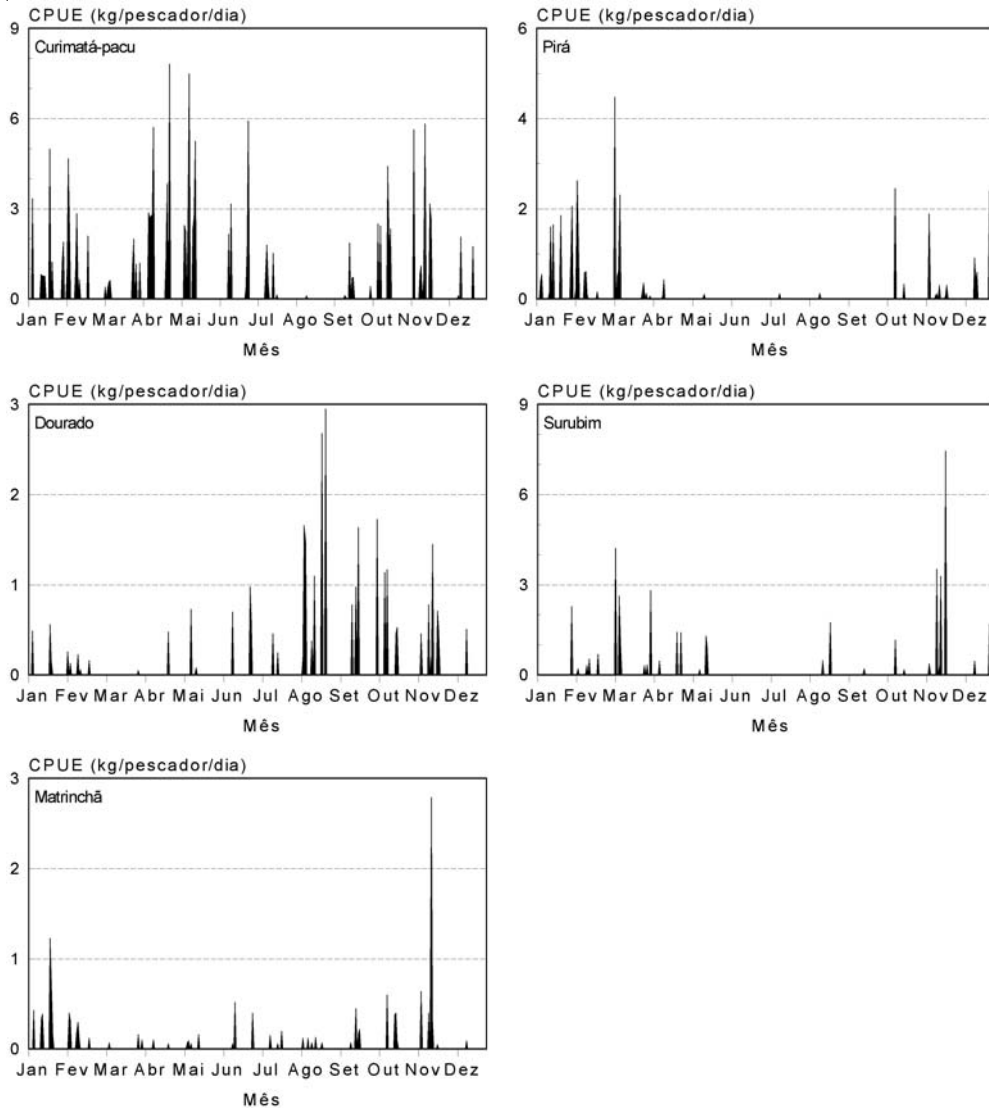 CPUE (kg/pescador/dia)
9
Curimatá-pacu
6
3
0
Jan Fev Mar Abr Mai Jun Jul Ago Set Out Nov Dez
Mês
CPUE (kg/pescador/dia)
6
Pirá
4
2
0
Jan Fev Mar Abr Mai Jun Jul Ago Set Out Nov Dez
Mês
CPUE (kg/pescador/dia)
3
Dourado
2
1
0
Jan Fev Mar Abr Mai Jun Jul Ago Set Out Nov Dez
Mês
CPUE (kg/pescador/dia)
9
Surubim
6
3
0
Jan Fev Mar Abr Mai Jun Jul Ago Set Out Nov Dez
Mês
CPUE (kg/pescador/dia)
3
Matrinchã
2
1
0
Jan Fev Mar Abr Mai Jun Jul Ago Set Out Nov Dez
Mês